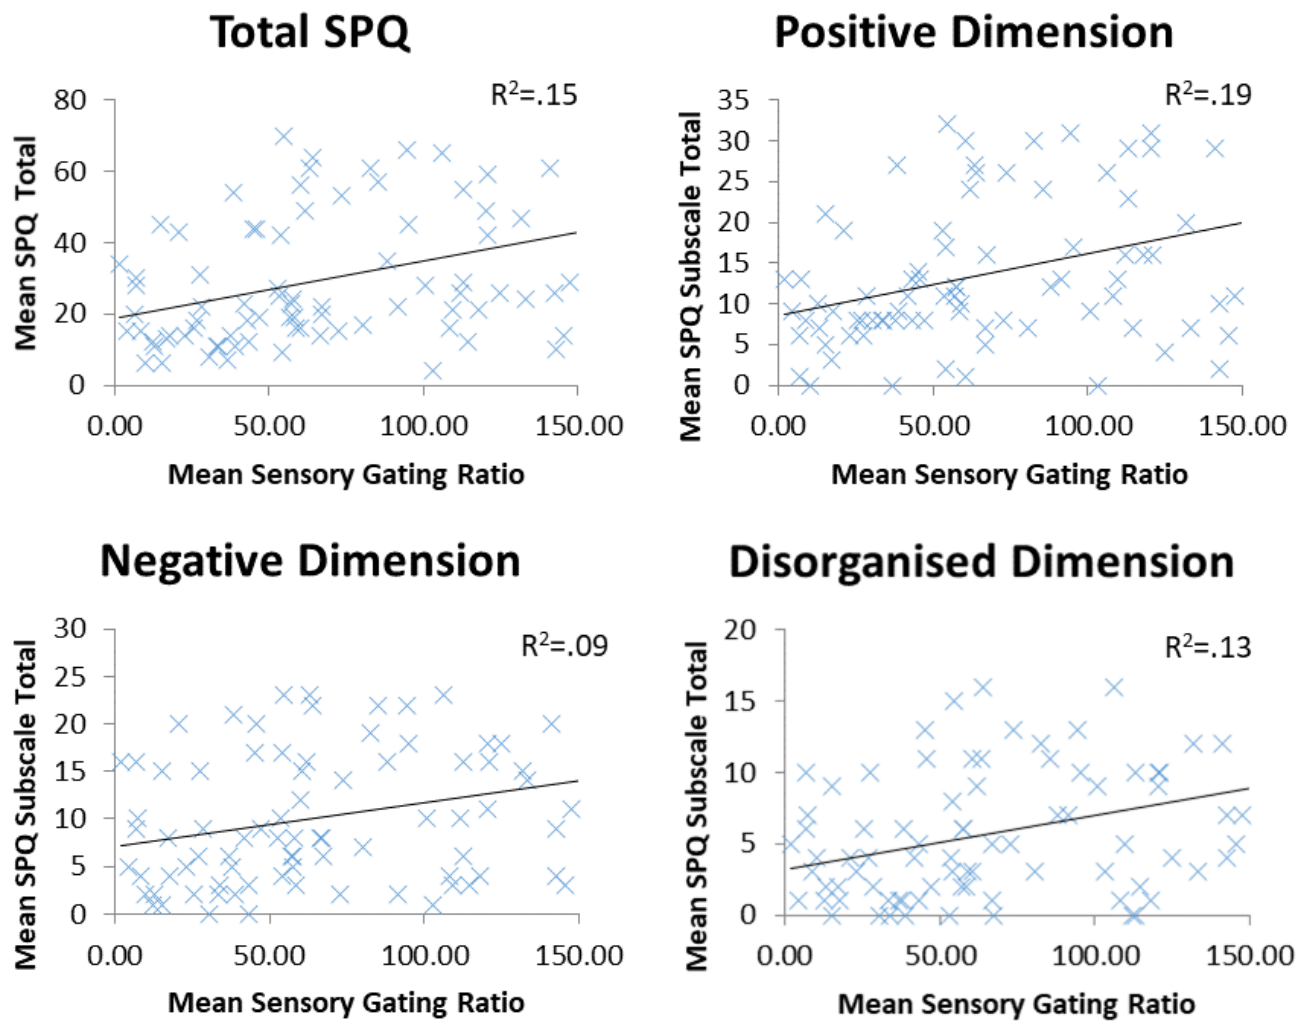 Total SPQ
R²=.15
Mean SPQ Total
80
60
40
20
0
0.00 50.00 100.00 150.00
Mean Sensory Gating Ratio
Positive Dimension
R²=.19
Mean SPQ Subscale Total
35
30
25
20
15
10
5
0
0.00 50.00 100.00 150.00
Mean Sensory Gating Ratio
Negative Dimension
R²=.09
Mean SPQ Subscale Total
30
25
20
15
10
5
0
0.00 50.00 100.00 150.00
Mean Sensory Gating Ratio
Disorganised Dimension
R²=.13
Mean SPQ Subscale Total
20
15
10
5
0
0.00 50.00 100.00 150.00
Mean Sensory Gating Ratio